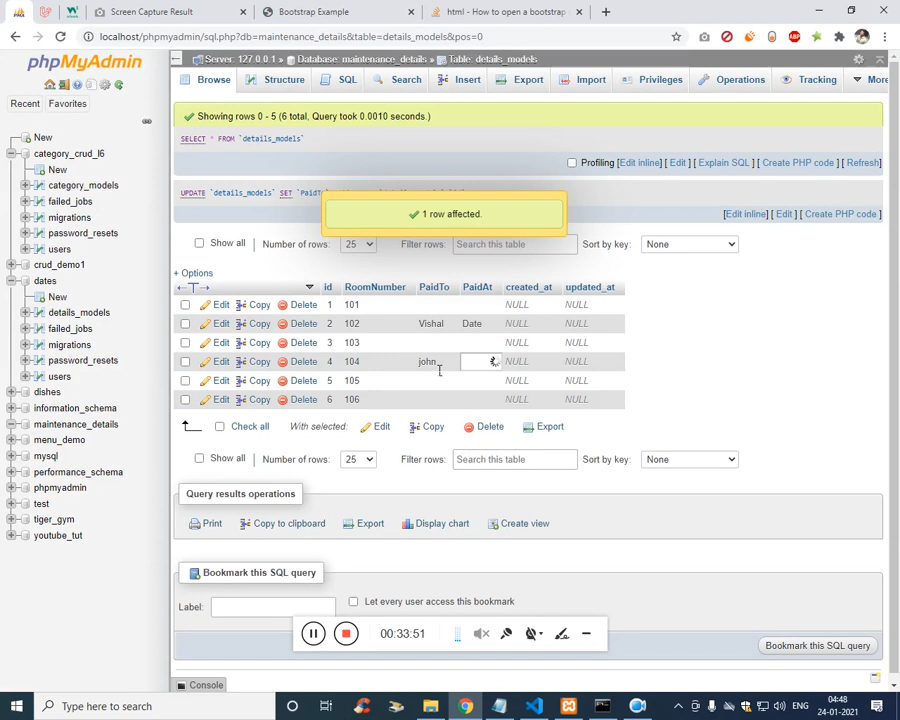 Screen Capture Result
Bootstrap Example
html - How to open a bootstrap
localhost/phpmyadmin/sql.php?db=maintenance_details&table=details_models&pos=0
phpMyAdmin
Recent
Favorites
New
category_crud_l6
New
category_models
failed_jobs
migrations
password_resets
users
crud_demo1
dates
New
details_models
failed_jobs
migrations
password_resets
users
dishes
information_schema
maintenance_details
menu_demo
mysql
performance_schema
phpmyadmin
test
tiger_gym
youtube_tut
Server: 127.0.0.1 » Database: maintenance_details » Table: details_models
Browse Structure SQL Search Insert Export Import Privileges Operations Tracking More
Showing rows 0 - 5 (6 total, Query took 0.0010 seconds.)
SELECT * FROM `details_models`
Profiling [Edit inline] [ Edit ] [ Explain SQL ] [ Create PHP code ] [ Refresh]
UPDATE `details_models` SET `PaidT
1 row affected.
[Edit inline] [ Edit ] [ Create PHP code ]
Show all Number of rows: 25 Filter rows: Search this table Sort by key: None
+ Options
←T→ id RoomNumber PaidTo PaidAt created_at updated_at
Edit Copy Delete 1 101 NULL NULL
Edit Copy Delete 2 102 Vishal Date NULL NULL
Edit Copy Delete 3 103 NULL NULL
Edit Copy Delete 4 104 john NULL NULL
Edit Copy Delete 5 105 NULL NULL
Edit Copy Delete 6 106 NULL NULL
Check all With selected: Edit Copy Delete Export
Show all Number of rows: 25 Filter rows: Search this table Sort by key: None
Query results operations
Print Copy to clipboard Export Display chart Create view
Bookmark this SQL query
Label: Let every user access this bookmark
00:33:51
Bookmark this SQL query
Console
Type here to search
ENG
04:48
24-01-2021